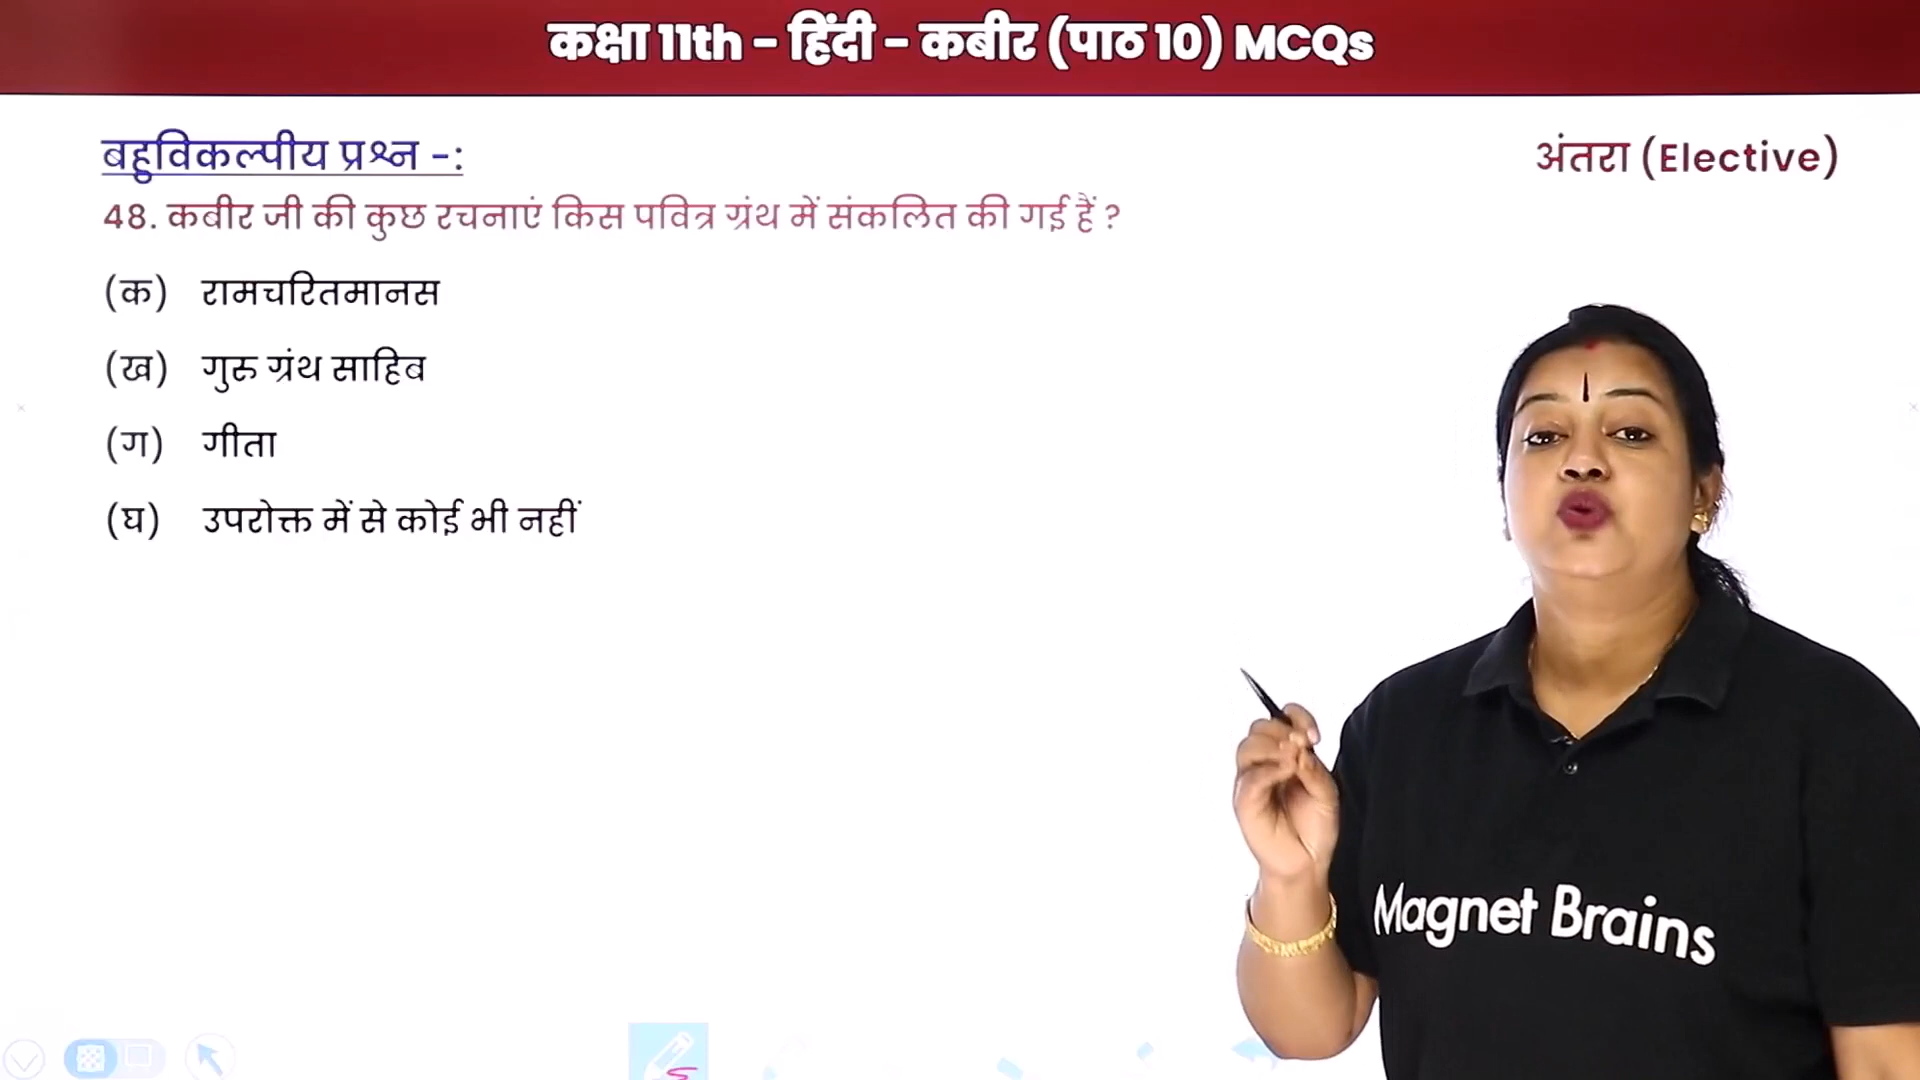 कक्षा 11th - हिंदी - कबीर (पाठ 10) MCQs
बहुविकल्पीय प्रश्न -:
अंतरा (Elective)
48. कबीर जी की कुछ रचनाएं किस पवित्र ग्रंथ में संकलित की गई हैं ?
(क) रामचरितमानस
(ख) गुरु ग्रंथ साहिब
(ग) गीता
(घ) उपरोक्त में से कोई भी नहीं
Magnet Brains